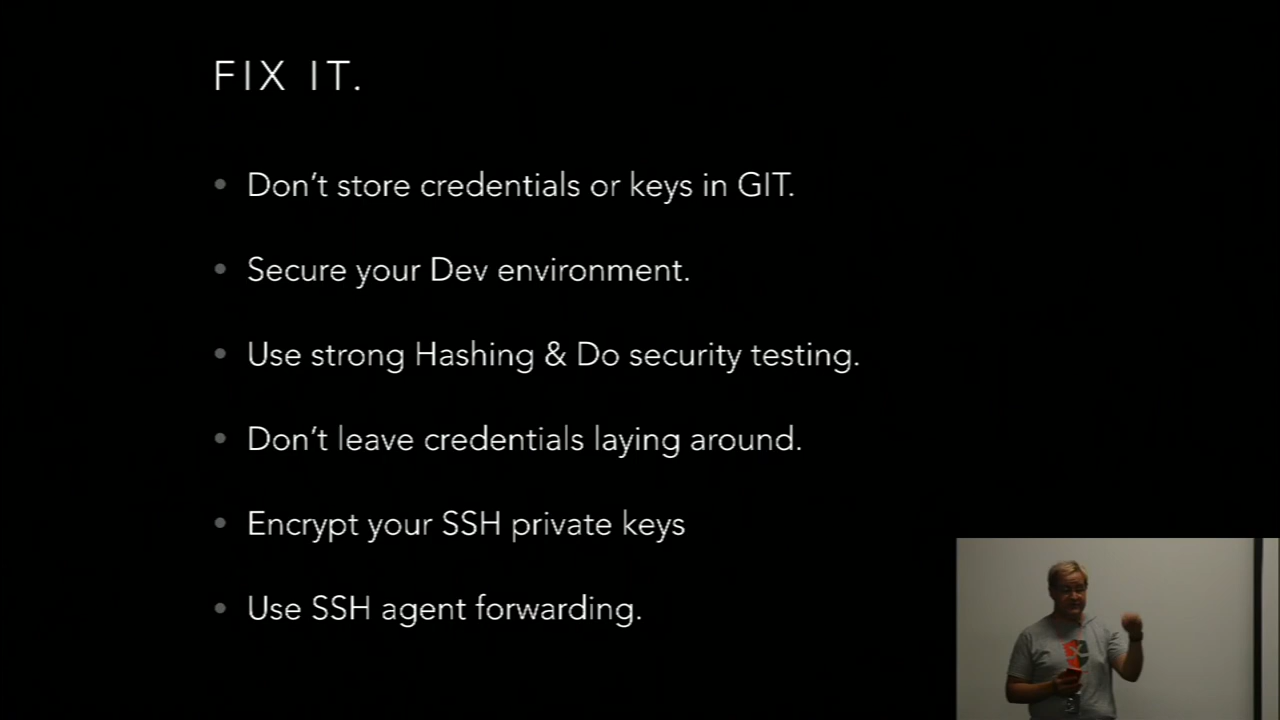 FIX IT.
• Don't store credentials or keys in GIT.
• Secure your Dev environment.
• Use strong Hashing & Do security testing.
• Don't leave credentials laying around.
• Encrypt your SSH private keys
• Use SSH agent forwarding.